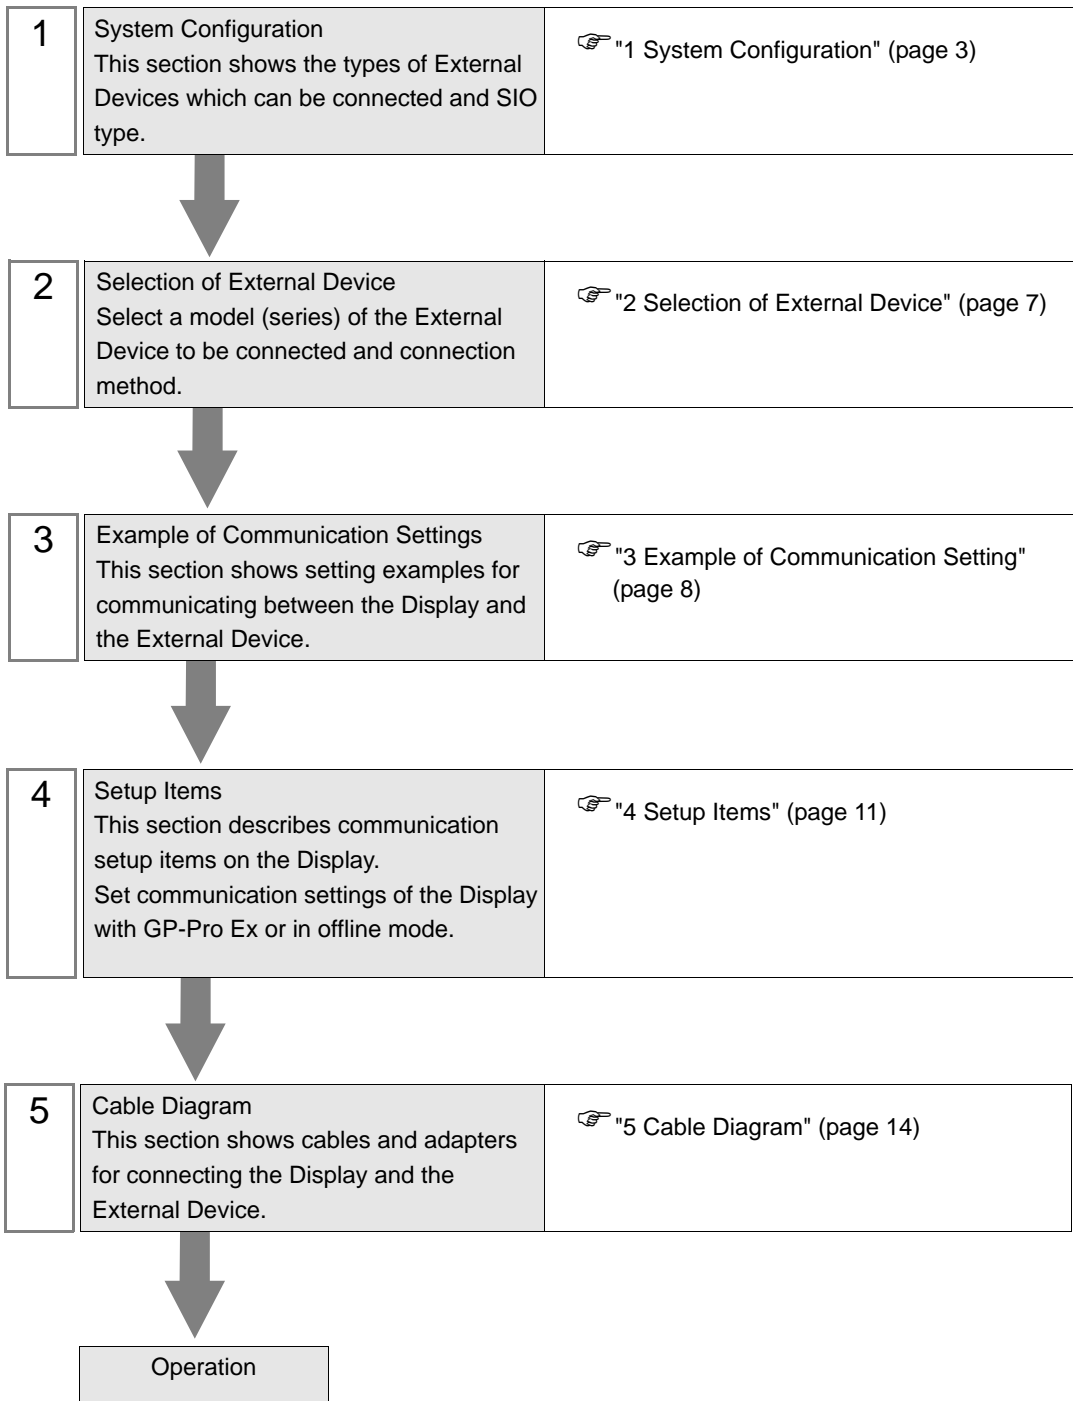 1
System Configuration
This section shows the types of External
Devices which can be connected and SIO
type.
"1 System Configuration" (page 3)
2
Selection of External Device
Select a model (series) of the External
Device to be connected and connection
method.
"2 Selection of External Device" (page 7)
3
Example of Communication Settings
This section shows setting examples for
communicating between the Display and
the External Device.
"3 Example of Communication Setting"
(page 8)
4
Setup Items
This section describes communication
setup items on the Display.
Set communication settings of the Display
with GP-Pro Ex or in offline mode.
"4 Setup Items" (page 11)
5
Cable Diagram
This section shows cables and adapters
for connecting the Display and the
External Device.
"5 Cable Diagram" (page 14)
Operation